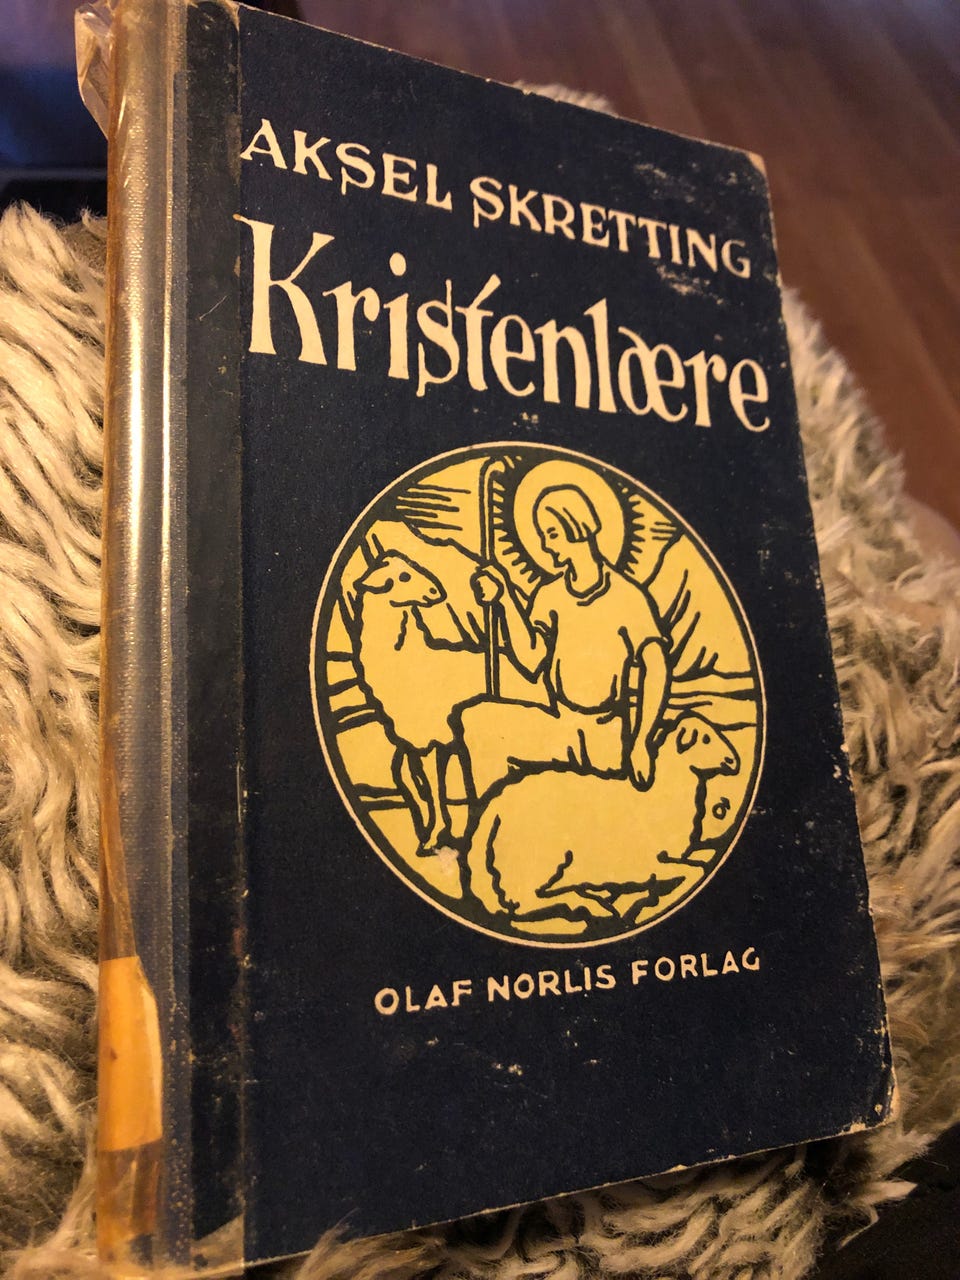 AKSEL SKRETTING
Kristenlære
OLAF NORLIS FORLAG